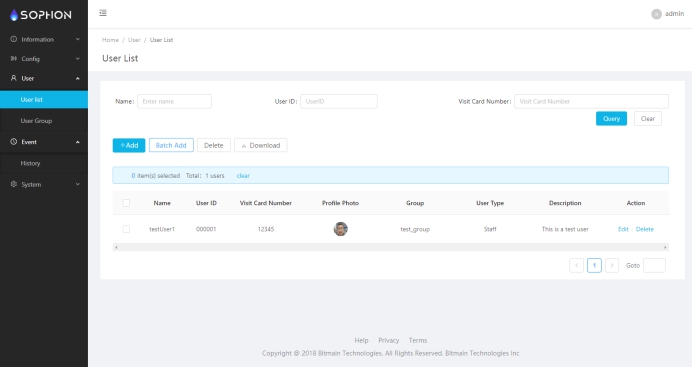 SOPHON
admin
Information
Config
User
User list
User Group
Event
History
System
Home / User / User List
User List
Name: Enter name User ID: UserID Visit Card Number: Visit Card Number
Query Clear
+Add Batch Add Delete Download
0 item(s) selected Total: 1 users clear
Name User ID Visit Card Number Profile Photo Group User Type Description Action
testUser1 000001 12345 test_group Staff This is a test user Edit Delete
< 1 > Goto
Help Privacy Terms
Copyright © 2018 Bitmain Technologies. All Rights Reserved. Bitmain Technologies Inc